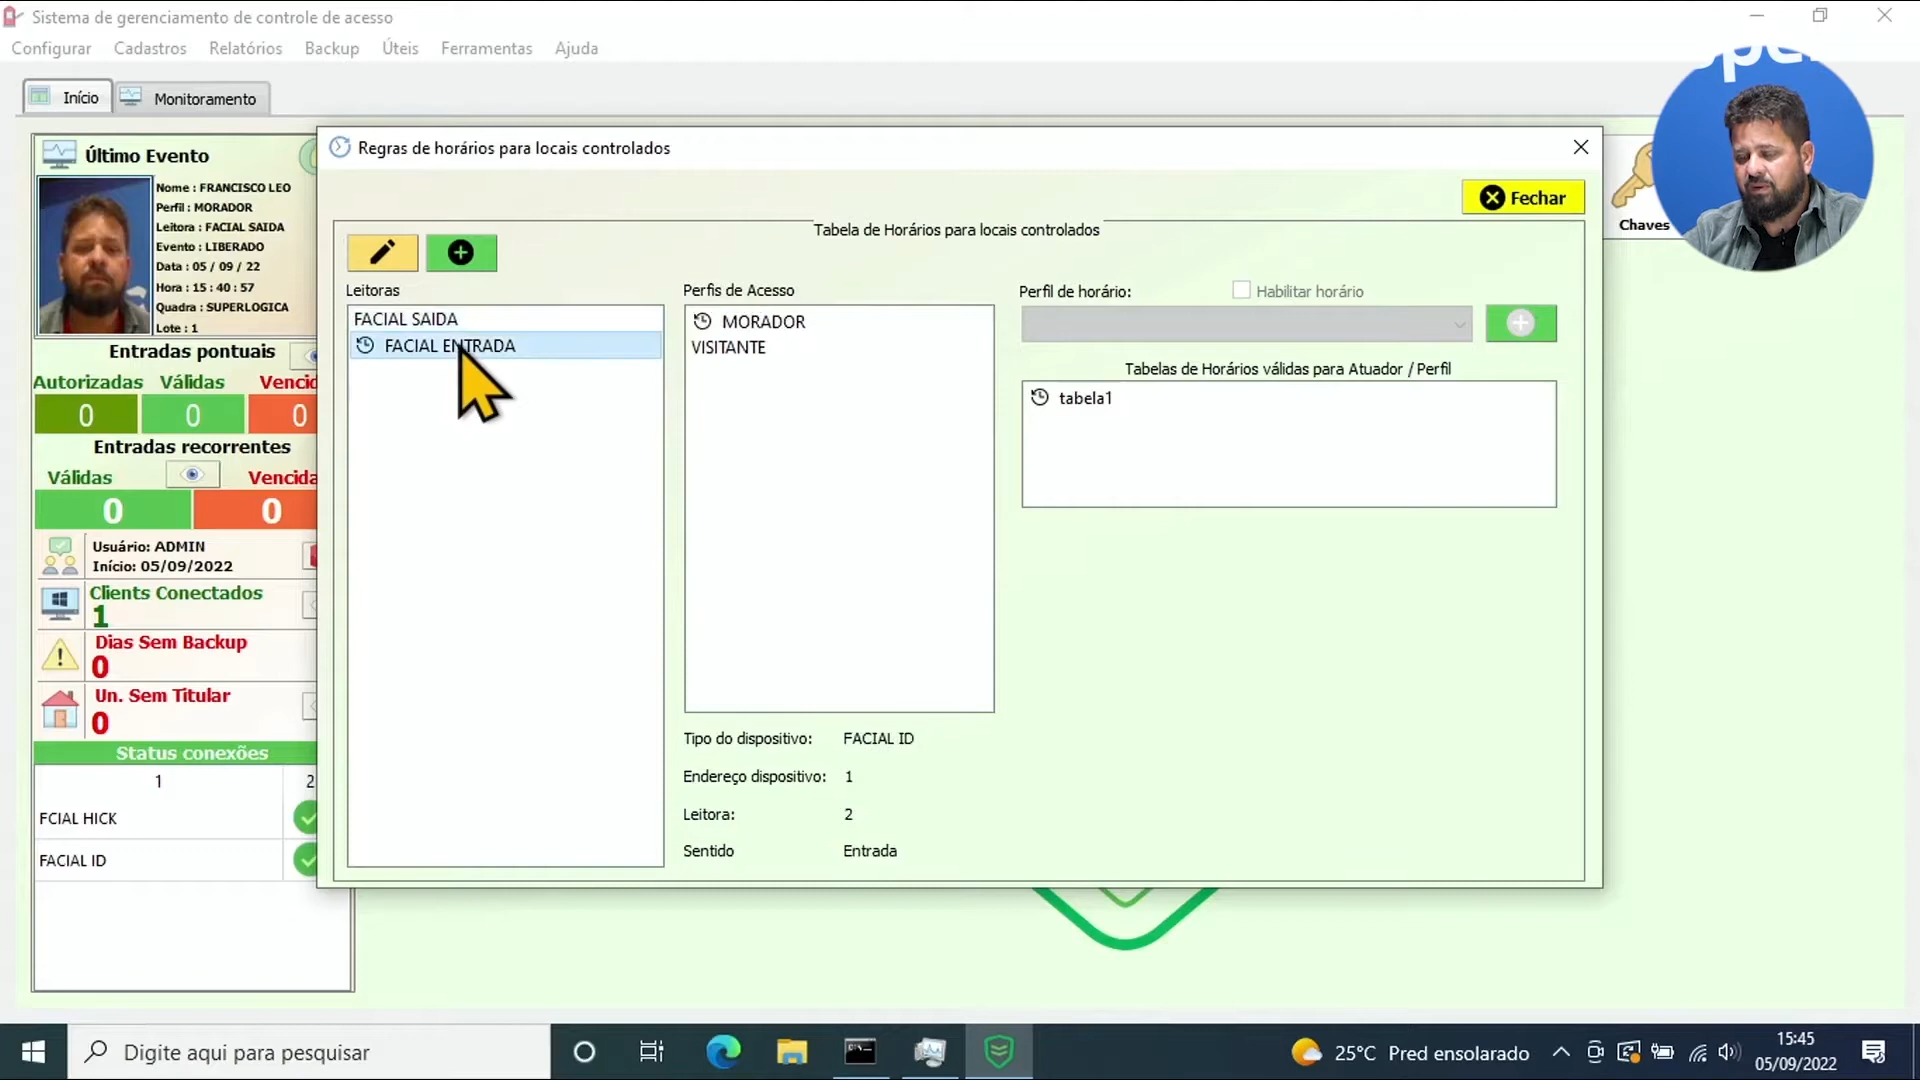 Sistema de gerenciamento de controle de acesso
Configurar Cadastros Relatórios Backup Úteis Ferramentas Ajuda
Início Monitoramento
Último Evento
Nome : FRANCISCO LEO
Perfil : MORADOR
Leitora : FACIAL SAIDA
Evento : LIBERADO
Data : 05 / 09 / 22
Hora : 15 : 40 : 57
Quadra : SUPERLOGICA
Lote : 1
Entradas pontuais
Autorizadas Válidas
0 0 0
Entradas recorrentes
Válidas
0 0
Usuário: ADMIN
Início: 05/09/2022
Clients Conectados
1
Dias Sem Backup
0
Un. Sem Titular
0
Status conexões
1 2
FCIAL HICK
FACIAL ID
Regras de horários para locais controlados
Fechar
Tabela de Horários para locais controlados
Leitoras
FACIAL SAIDA
FACIAL ENTRADA
Perfis de Acesso
MORADOR
VISITANTE
Perfil de horário: Habilitar horário
Tabelas de Horários válidas para Atuador / Perfil
tabela1
Tipo do dispositivo: FACIAL ID
Endereço dispositivo: 1
Leitora: 2
Sentido Entrada
Chaves
Digite aqui para pesquisar
25°C Pred ensolarado
15:45
05/09/2022